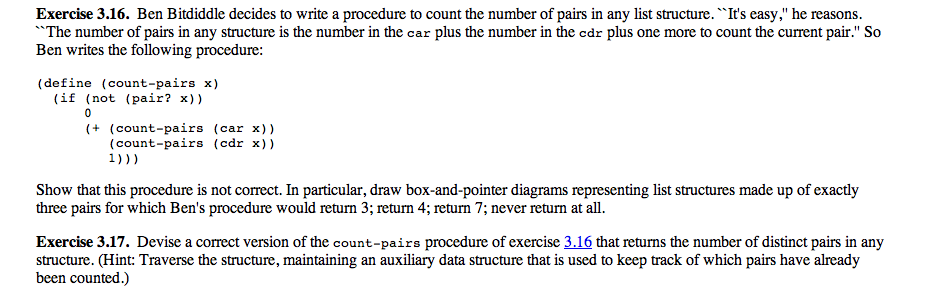 Exercise 3.16. Ben Bitdiddle decides to write a procedure to count the number of pairs in any list structure. ``It's easy,'' he reasons.
``The number of pairs in any structure is the number in the car plus the number in the cdr plus one more to count the current pair.'' So
Ben writes the following procedure:
(define (count-pairs x)
(if (not (pair? x))
0
(+ (count-pairs (car x))
(count-pairs (cdr x))
1)))
Show that this procedure is not correct. In particular, draw box-and-pointer diagrams representing list structures made up of exactly
three pairs for which Ben's procedure would return 3; return 4; return 7; never return at all.
Exercise 3.17. Devise a correct version of the count-pairs procedure of exercise 3.16 that returns the number of distinct pairs in any
structure. (Hint: Traverse the structure, maintaining an auxiliary data structure that is used to keep track of which pairs have already
been counted.)